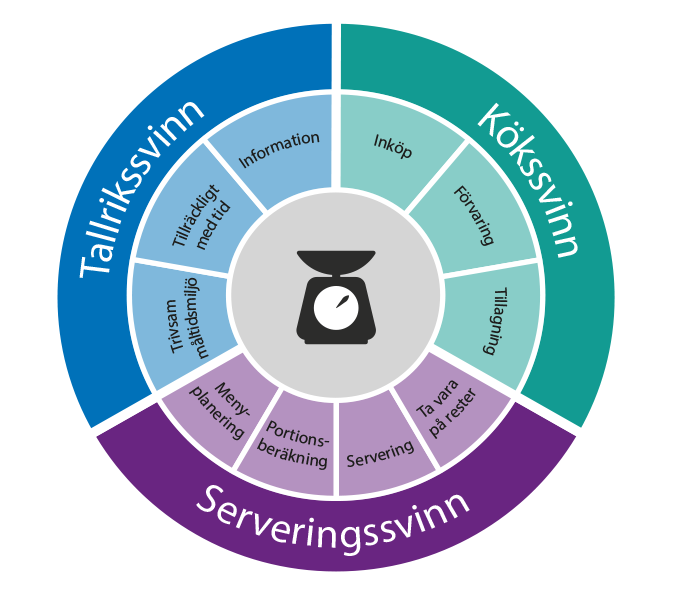 Kökssvinn
Inköp
Förvaring
Tillagning
Serveringssvinn
Ta vara
på rester
Servering
Portions-
beräkning
Meny-
planering
Tallrikssvinn
Trivsam
måltidsmiljö
Tillräckligt
med tid
Information